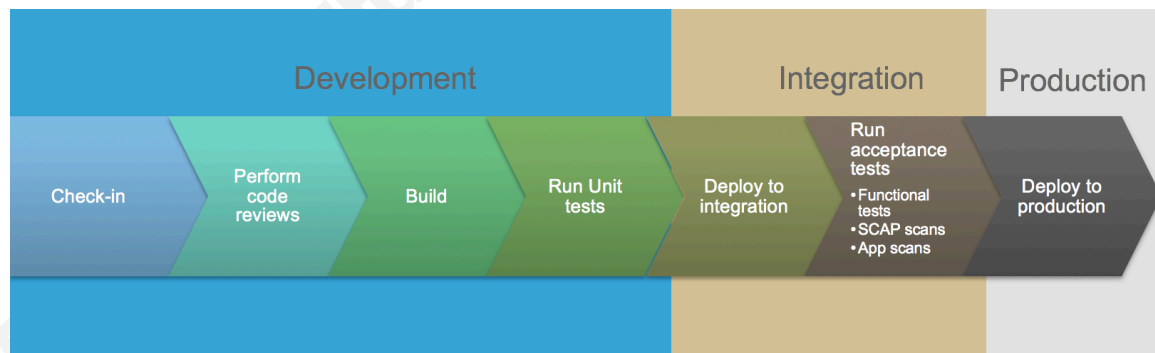 Development
Integration
Production
Check-in
Perform
code
reviews
Build
Run Unit
tests
Deploy to
integration
Run
acceptance
tests
•Functional
tests
•SCAP scans
•App scans
Deploy to
production